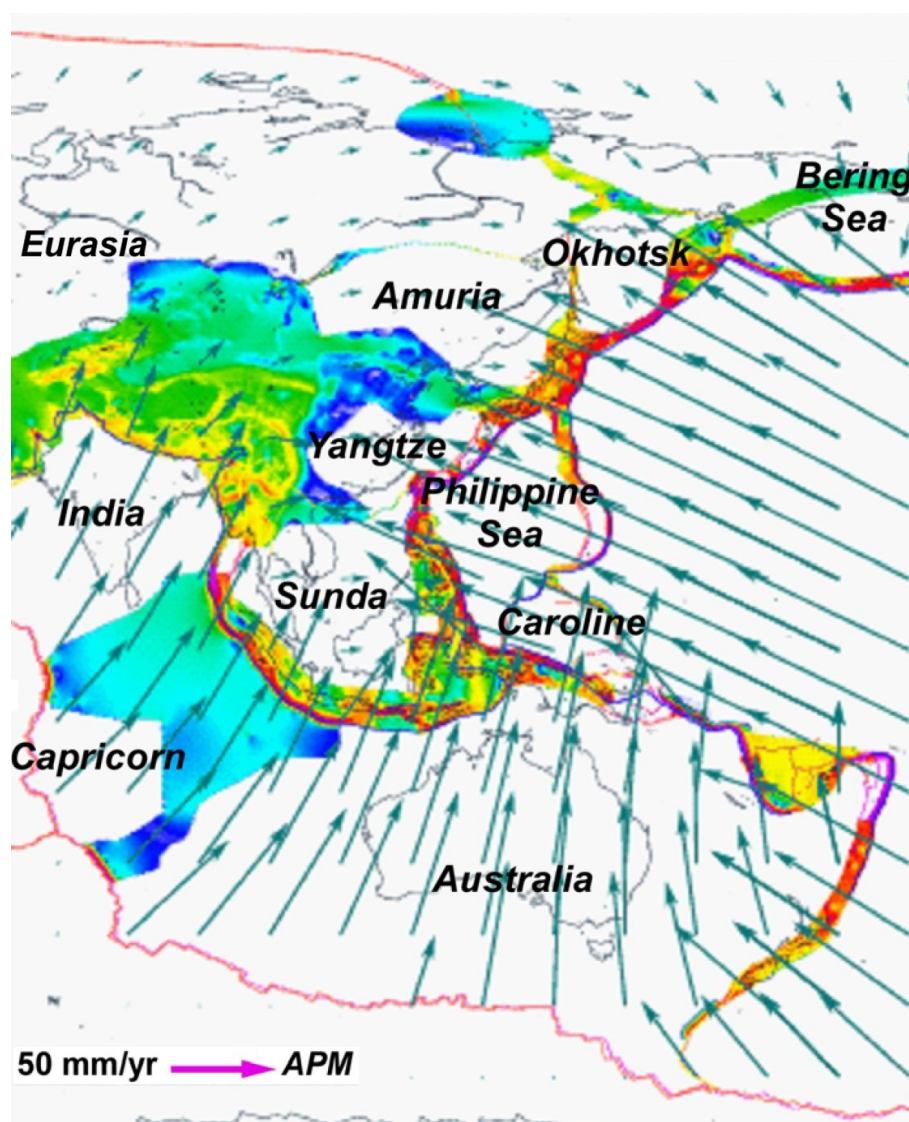 Bering
Sea
Eurasia
Okhotsk
Amuria
Yangtze
Philippine
Sea
India
Sunda
Caroline
Capricorn
Australia
50 mm/yr
APM